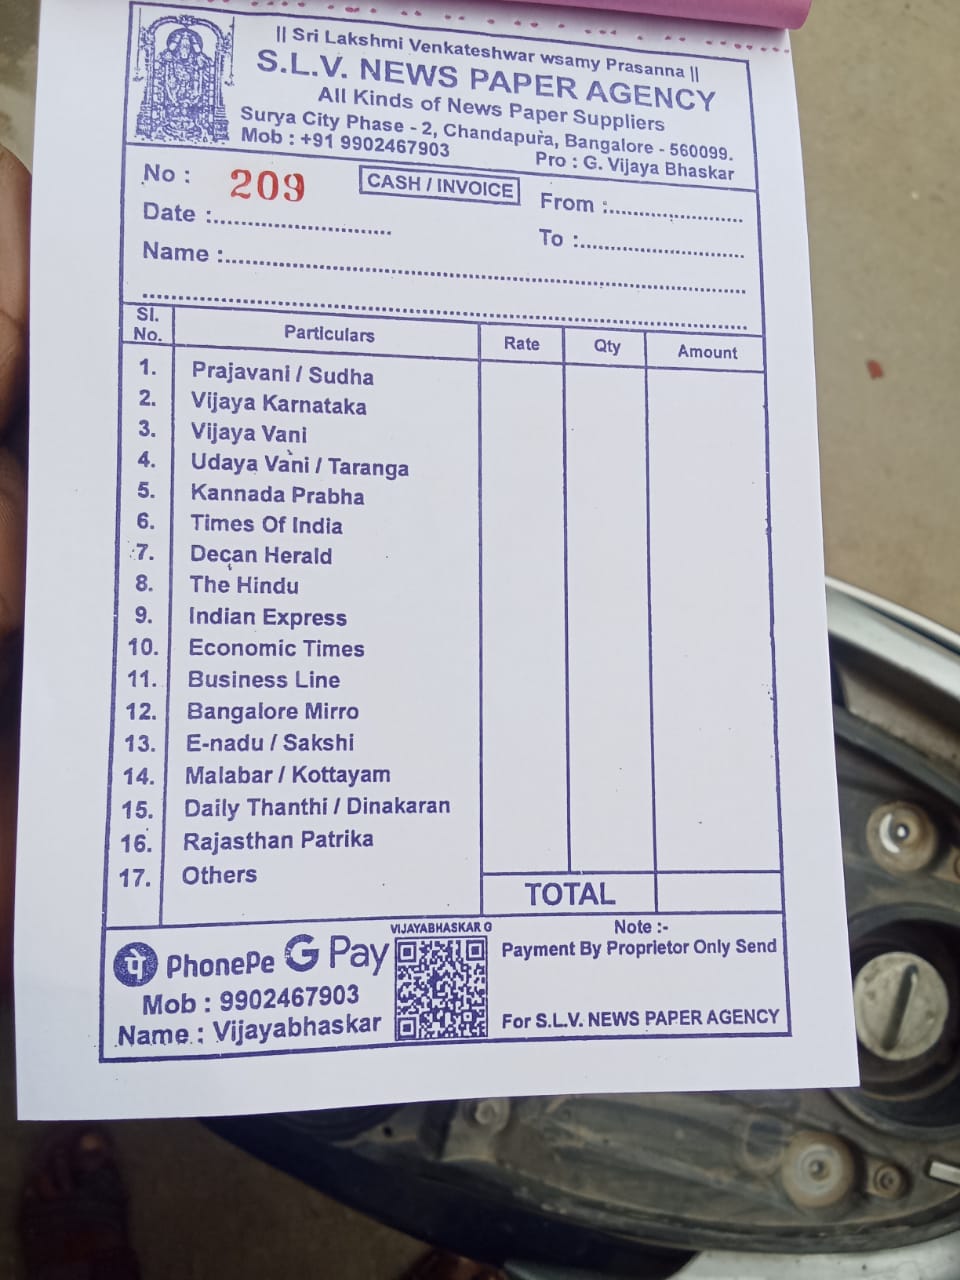 || Sri Lakshmi Venkateshwar wsamy Prasanna ||
S.L.V. NEWS PAPER AGENCY
All Kinds of News Paper Suppliers
Surya City Phase - 2, Chandapura, Bangalore - 560099.
Mob : +91 9902467903 Pro : G. Vijaya Bhaskar
No : 209 CASH / INVOICE From :
Date : To :
Name :
Sl. No. Particulars Rate Qty Amount
1. Prajavani / Sudha
2. Vijaya Karnataka
3. Vijaya Vani
4. Udaya Vani / Taranga
5. Kannada Prabha
6. Times Of India
7. Decan Herald
8. The Hindu
9. Indian Express
10. Economic Times
11. Business Line
12. Bangalore Mirro
13. E-nadu / Sakshi
14. Malabar / Kottayam
15. Daily Thanthi / Dinakaran
16. Rajasthan Patrika
17. Others
TOTAL
पे PhonePe G Pay
Mob : 9902467903
Name : Vijayabhaskar
VIJAYABHASKAR G
Note :-
Payment By Proprietor Only Send
For S.L.V. NEWS PAPER AGENCY